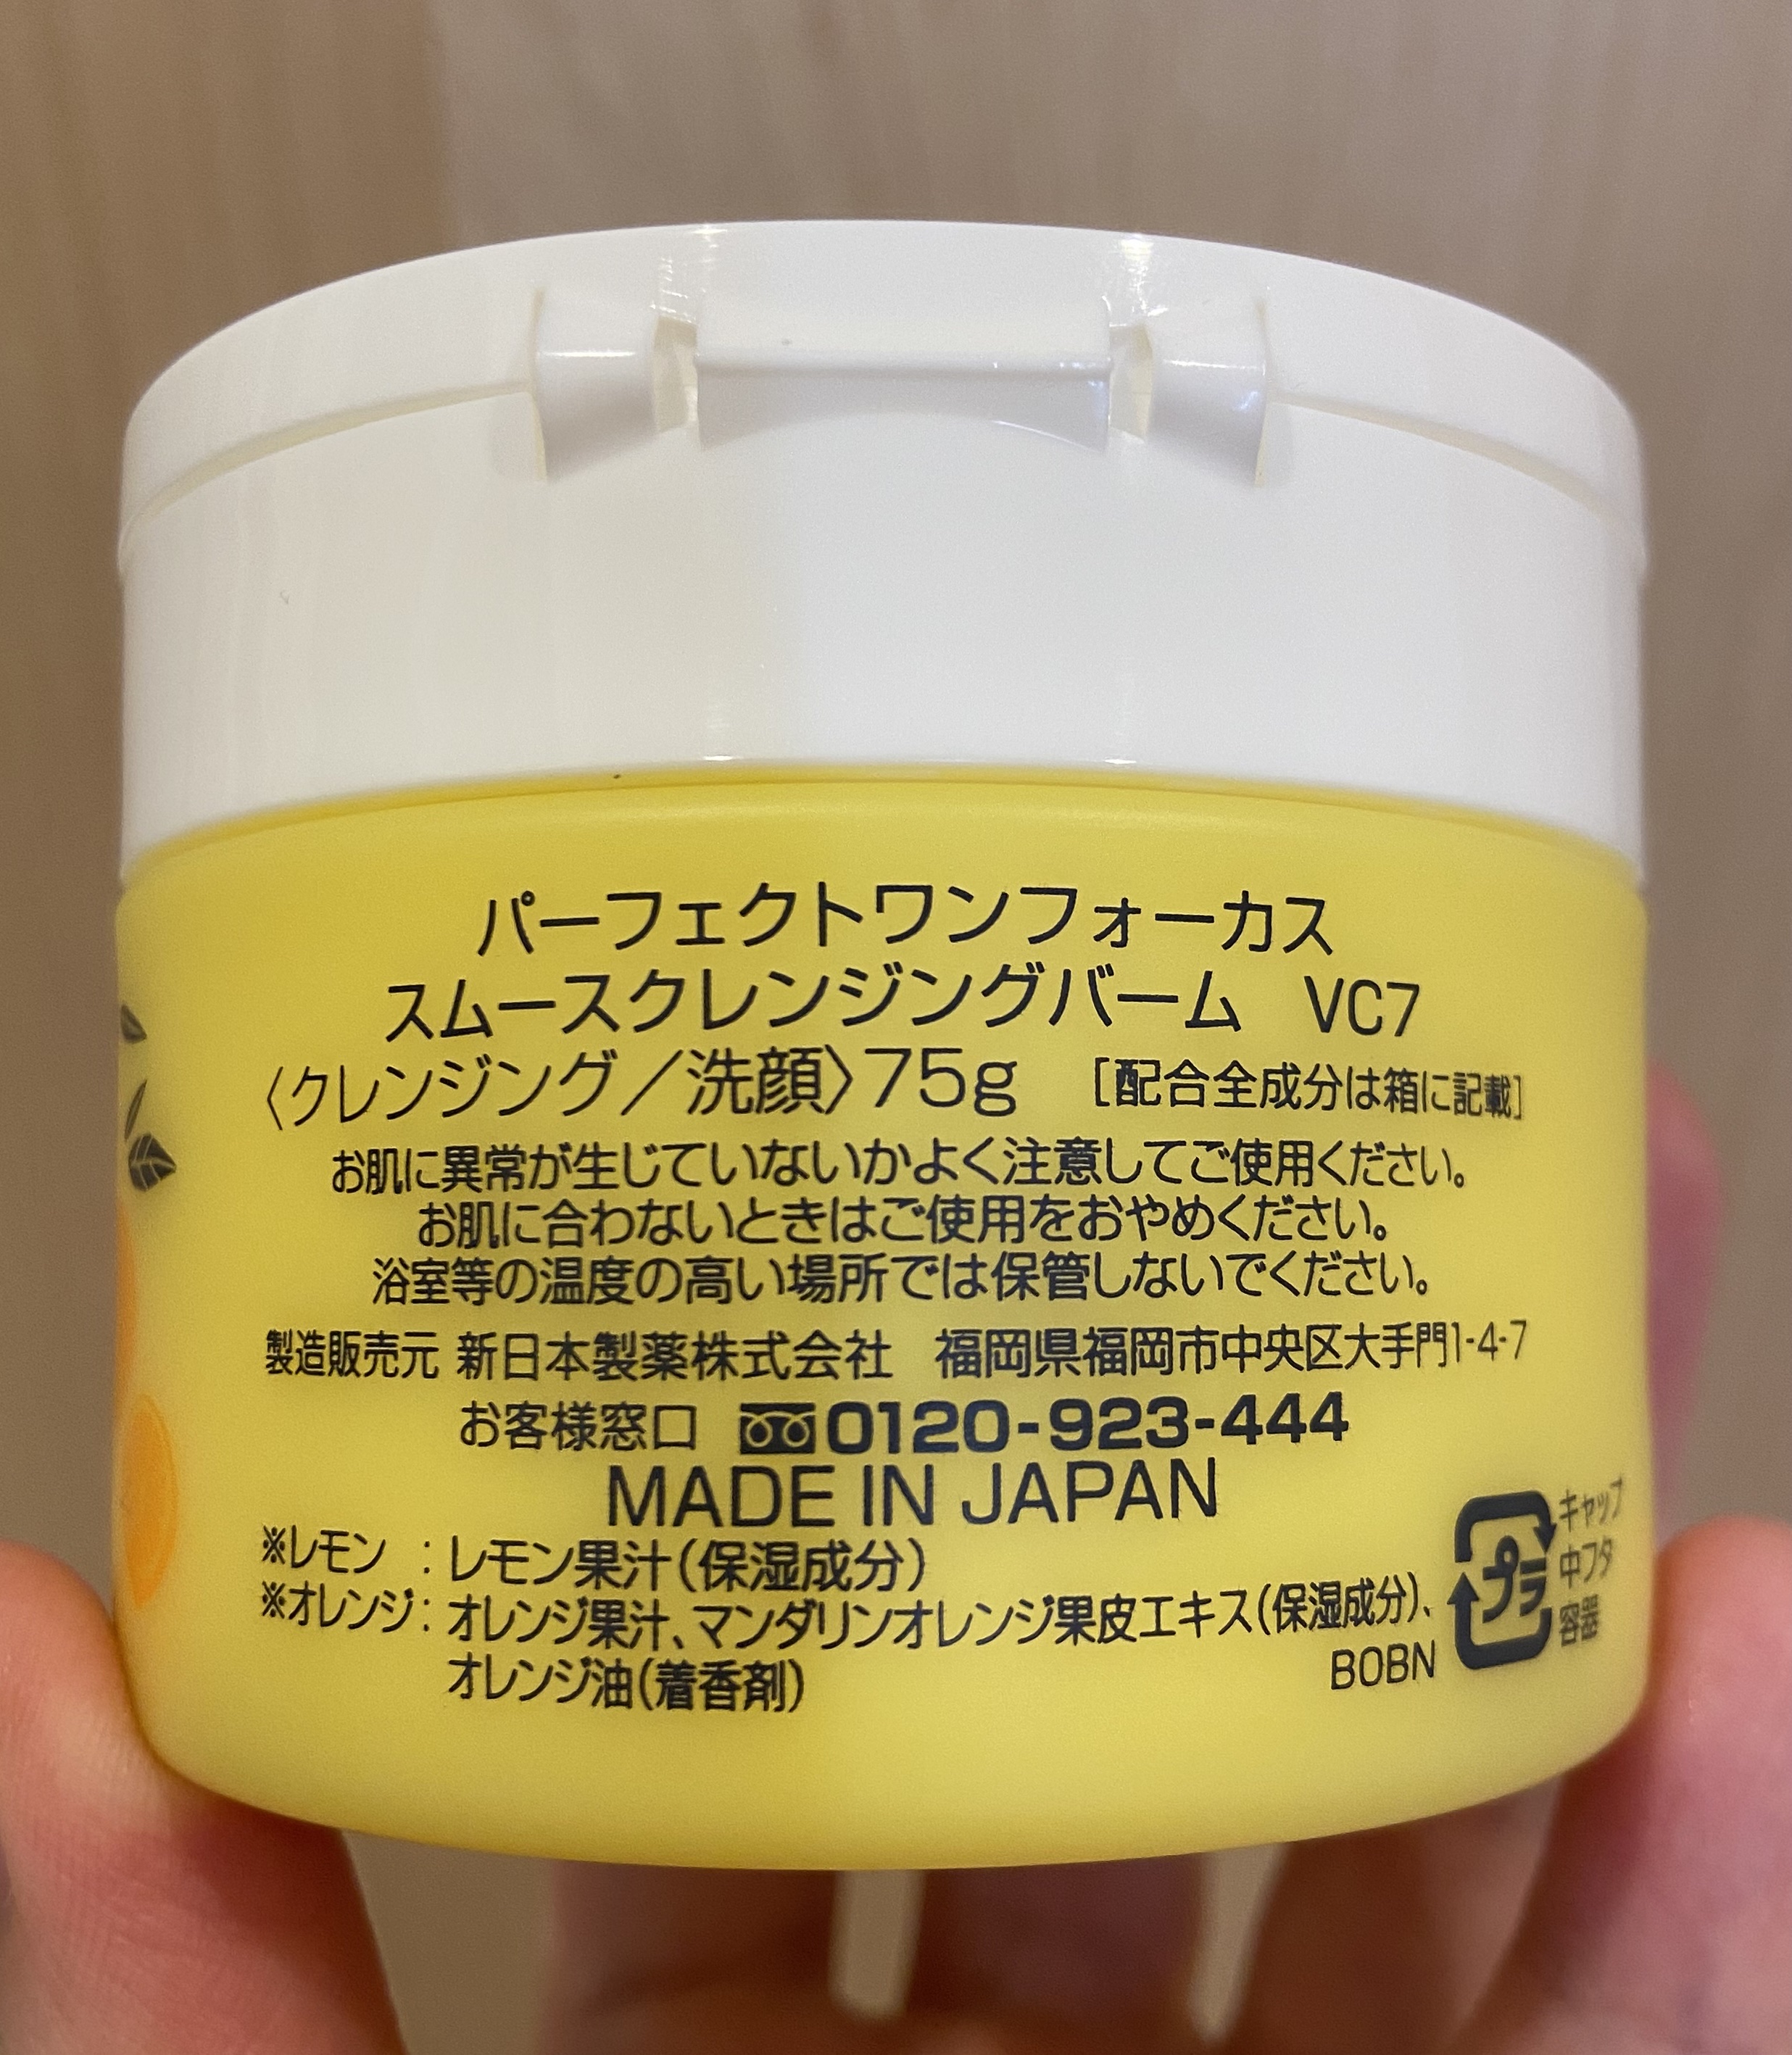 パーフェクトワンフォーカス
スムースクレンジングバーム VC7
〈クレンジング／洗顔〉75g [配合全成分は箱に記載]
お肌に異常が生じていないかよく注意してご使用ください。
お肌に合わないときはご使用をおやめください。
浴室等の温度の高い場所では保管しないでください。
製造販売元 新日本製薬株式会社 福岡県福岡市中央区大手門1-4-7
お客様窓口 0120-923-444
MADE IN JAPAN
※レモン : レモン果汁(保湿成分)
※オレンジ : オレンジ果汁、マンダリンオレンジ果皮エキス(保湿成分)、
オレンジ油(着香剤)
BOBN
プラ
キャップ
中フタ
容器